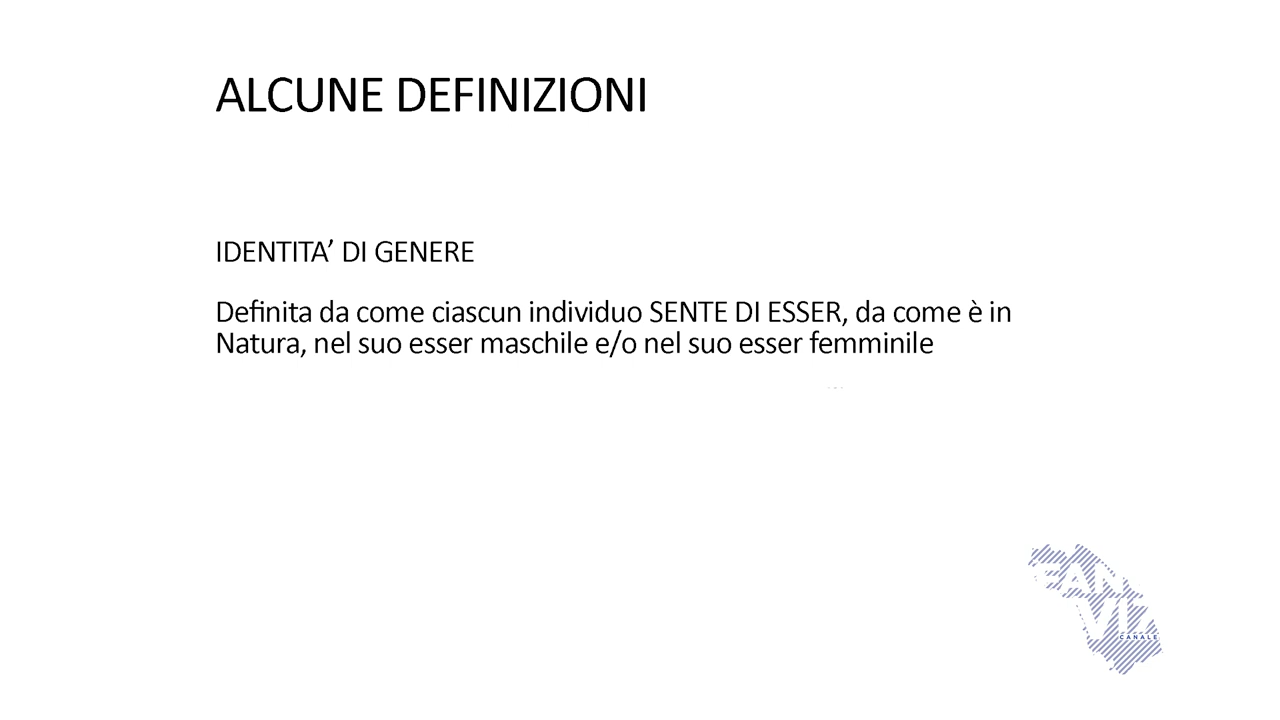 ALCUNE DEFINIZIONI
IDENTITA’ DI GENERE
Definita da come ciascun individuo SENTE DI ESSER, da come è in
Natura, nel suo esser maschile e/o nel suo esser femminile
CANALE